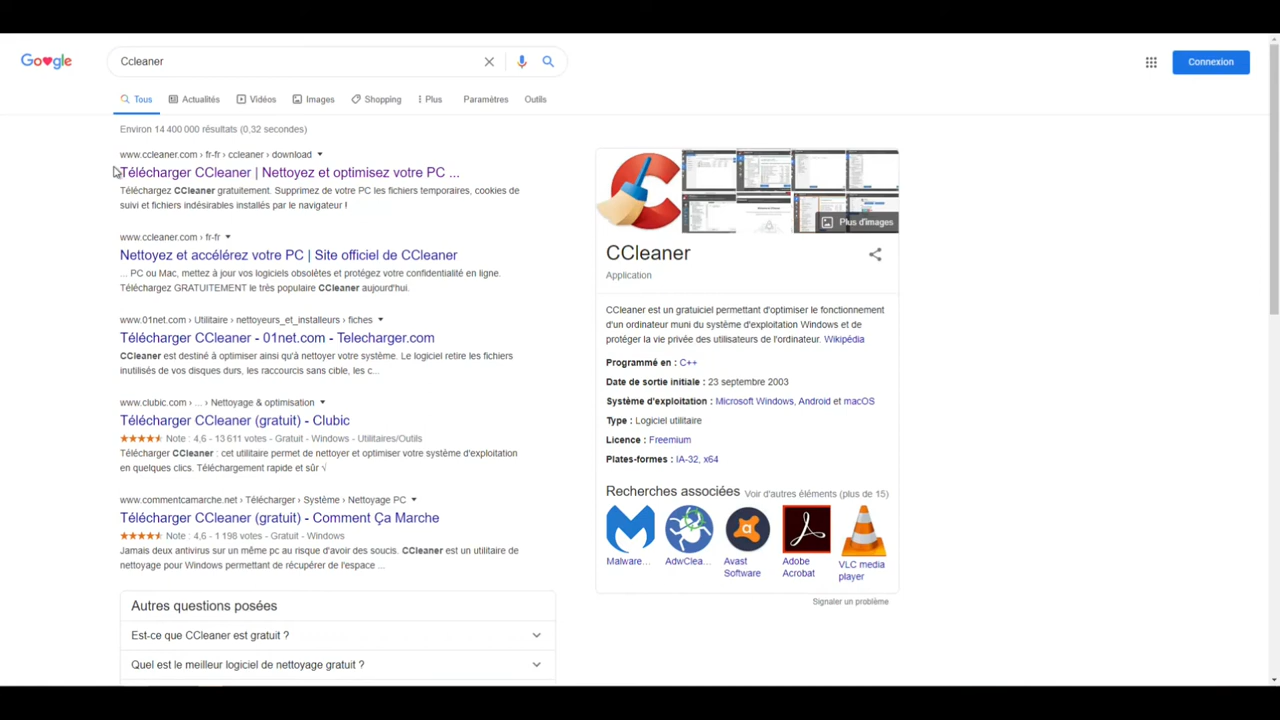 Google
Ccleaner
Connexion
Tous Actualités Vidéos Images Shopping Plus Paramètres Outils
Environ 14 400 000 résultats (0,32 secondes)
www.ccleaner.com › fr-fr › ccleaner › download
Télécharger CCleaner | Nettoyez et optimisez votre PC ...
Téléchargez CCleaner gratuitement. Supprimez de votre PC les fichiers temporaires, cookies de
suivi et fichiers indésirables installés par le navigateur !
www.ccleaner.com › fr-fr
Nettoyez et accélérez votre PC | Site officiel de CCleaner
... PC ou Mac, mettez à jour vos logiciels obsolètes et protégez votre confidentialité en ligne.
Téléchargez GRATUITEMENT le très populaire CCleaner aujourd'hui.
www.01net.com › Utilitaire › nettoyeurs_et_installeurs › fiches
Télécharger CCleaner - 01net.com - Telecharger.com
CCleaner est destiné à optimiser ainsi qu'à nettoyer votre système. Le logiciel retire les fichiers
inutilisés de vos disques durs, les raccourcis sans cible, les c...
www.clubic.com › ... › Nettoyage & optimisation
Télécharger CCleaner (gratuit) - Clubic
Note : 4,6 - 13 611 votes - Gratuit - Windows - Utilitaires/Outils
Télécharger CCleaner : cet utilitaire permet de nettoyer et optimiser votre système d'exploitation
en quelques clics. Téléchargement rapide et sûr √
www.commentcamarche.net › Télécharger › Système › Nettoyage PC
Télécharger CCleaner (gratuit) - Comment Ça Marche
Note : 4,6 - 1 198 votes - Gratuit - Windows
Jamais deux antivirus sur un même pc au risque d'avoir des soucis. CCleaner est un utilitaire de
nettoyage pour Windows permettant de récupérer de l'espace ...
Autres questions posées
Est-ce que CCleaner est gratuit ?
Quel est le meilleur logiciel de nettoyage gratuit ?
Plus d'images
CCleaner
Application
CCleaner est un gratuiciel permettant d'optimiser le fonctionnement
d'un ordinateur muni du système d'exploitation Windows et de
protéger la vie privée des utilisateurs de l'ordinateur. Wikipédia
Programmé en : C++
Date de sortie initiale : 23 septembre 2003
Système d'exploitation : Microsoft Windows, Android et macOS
Type : Logiciel utilitaire
Licence : Freemium
Plates-formes : IA-32, x64
Recherches associées Voir d'autres éléments (plus de 15)
Malware... AdwClea... Avast Adobe VLC media
Software Acrobat player
Signaler un problème